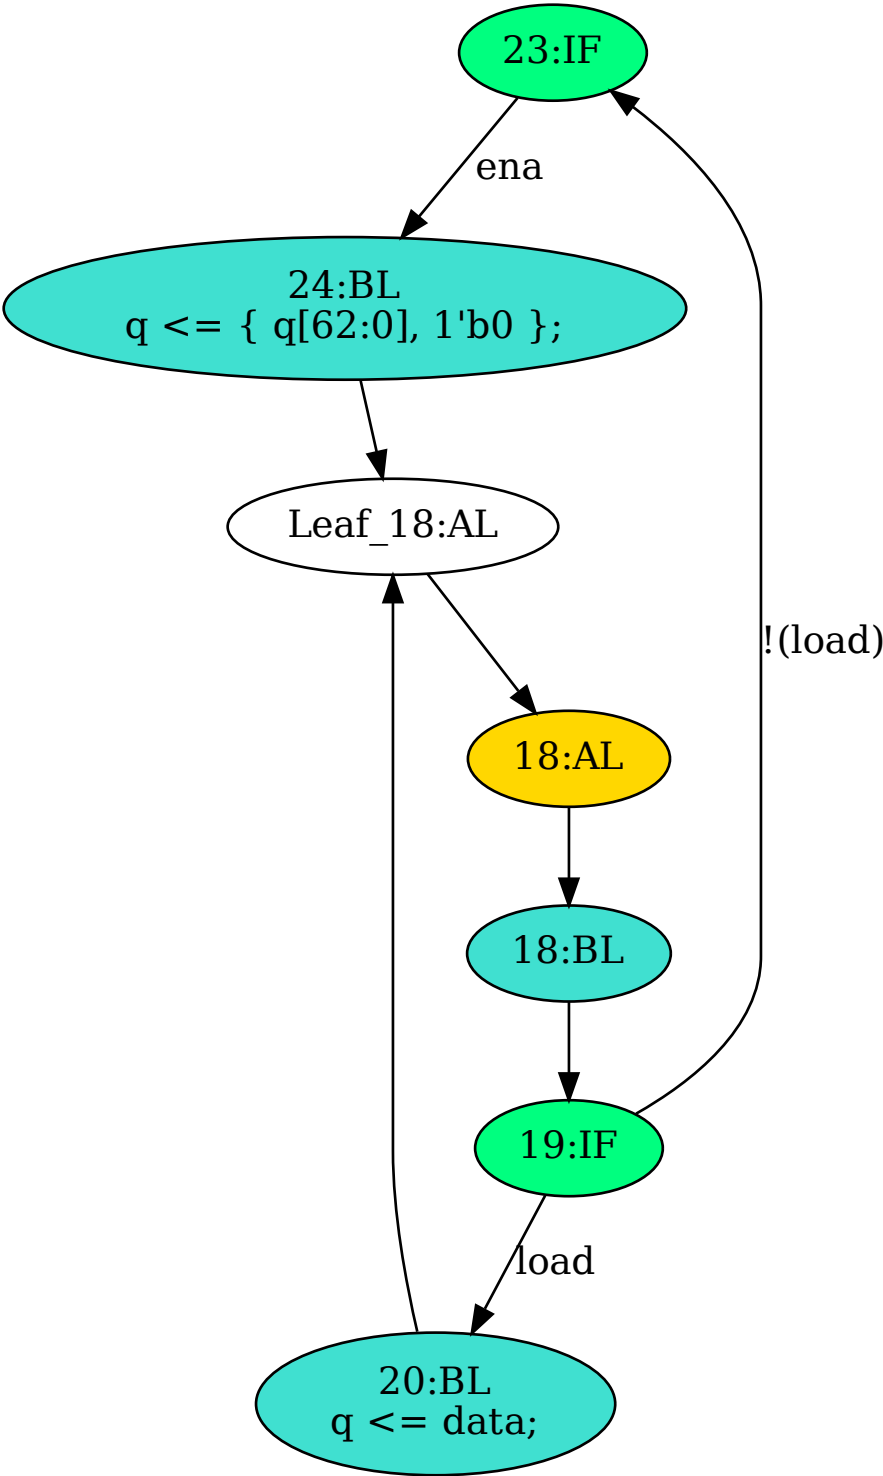 23:IF
ena
24:BL
q <= { q[62:0], 1'b0 };
Leaf_18:AL
!(load)
18:AL
18:BL
19:IF
load
20:BL
q <= data;